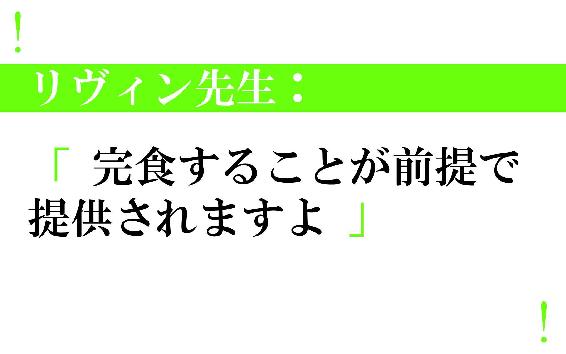 !
リヴィン先生：
「 完食することが前提で
提供されますよ 」
!